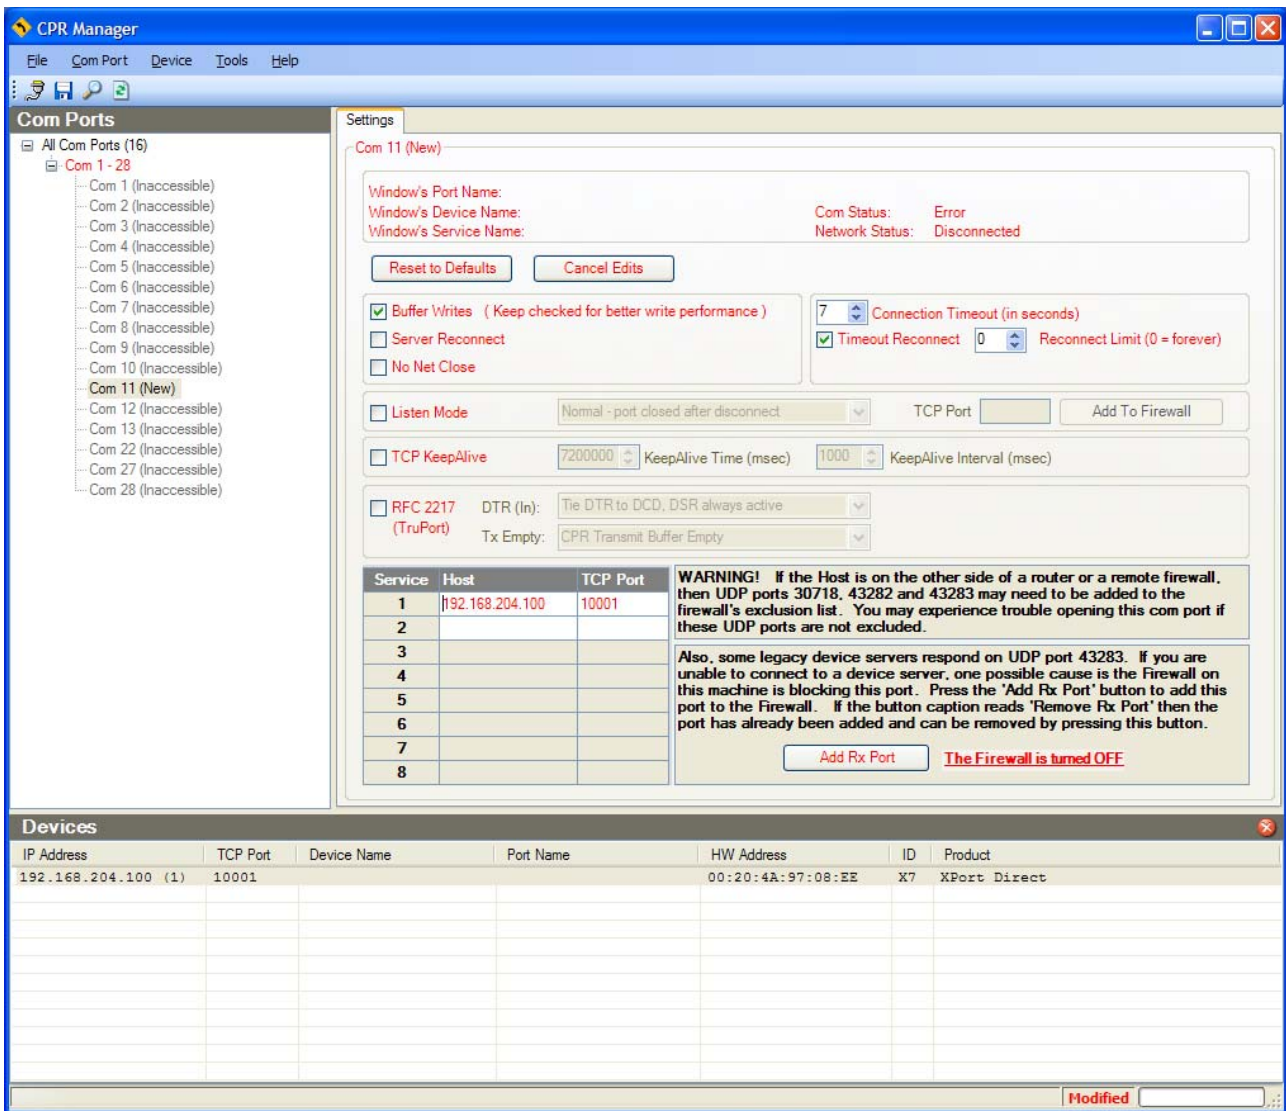 CPR Manager
File Com Port Device Tools Help
Com Ports
All Com Ports (16)
Com 1 - 28
Com 1 (Inaccessible)
Com 2 (Inaccessible)
Com 3 (Inaccessible)
Com 4 (Inaccessible)
Com 5 (Inaccessible)
Com 6 (Inaccessible)
Com 7 (Inaccessible)
Com 8 (Inaccessible)
Com 9 (Inaccessible)
Com 10 (Inaccessible)
Com 11 (New)
Com 12 (Inaccessible)
Com 13 (Inaccessible)
Com 22 (Inaccessible)
Com 27 (Inaccessible)
Com 28 (Inaccessible)
Settings
Com 11 (New)
Window's Port Name:
Window's Device Name: Com Status: Error
Window's Service Name: Network Status: Disconnected
Reset to Defaults Cancel Edits
Buffer Writes ( Keep checked for better write performance )
Server Reconnect
No Net Close
7 Connection Timeout (in seconds)
Timeout Reconnect 0 Reconnect Limit (0 = forever)
Listen Mode Normal - port closed after disconnect TCP Port Add To Firewall
TCP KeepAlive 7200000 KeepAlive Time (msec) 1000 KeepAlive Interval (msec)
RFC 2217 DTR (In): Tie DTR to DCD, DSR always active
(TruPort) Tx Empty: CPR Transmit Buffer Empty
Service Host TCP Port
1 192.168.204.100 10001
2
3
4
5
6
7
8
WARNING! If the Host is on the other side of a router or a remote firewall,
then UDP ports 30718, 43282 and 43283 may need to be added to the
firewall's exclusion list. You may experience trouble opening this com port if
these UDP ports are not excluded.
Also, some legacy device servers respond on UDP port 43283. If you are
unable to connect to a device server, one possible cause is the Firewall on
this machine is blocking this port. Press the 'Add Rx Port' button to add this
port to the Firewall. If the button caption reads 'Remove Rx Port' then the
port has already been added and can be removed by pressing this button.
Add Rx Port The Firewall is turned OFF
Devices
IP Address TCP Port Device Name Port Name HW Address ID Product
192.168.204.100 (1) 10001 00:20:4A:97:08:EE X7 XPort Direct
Modified